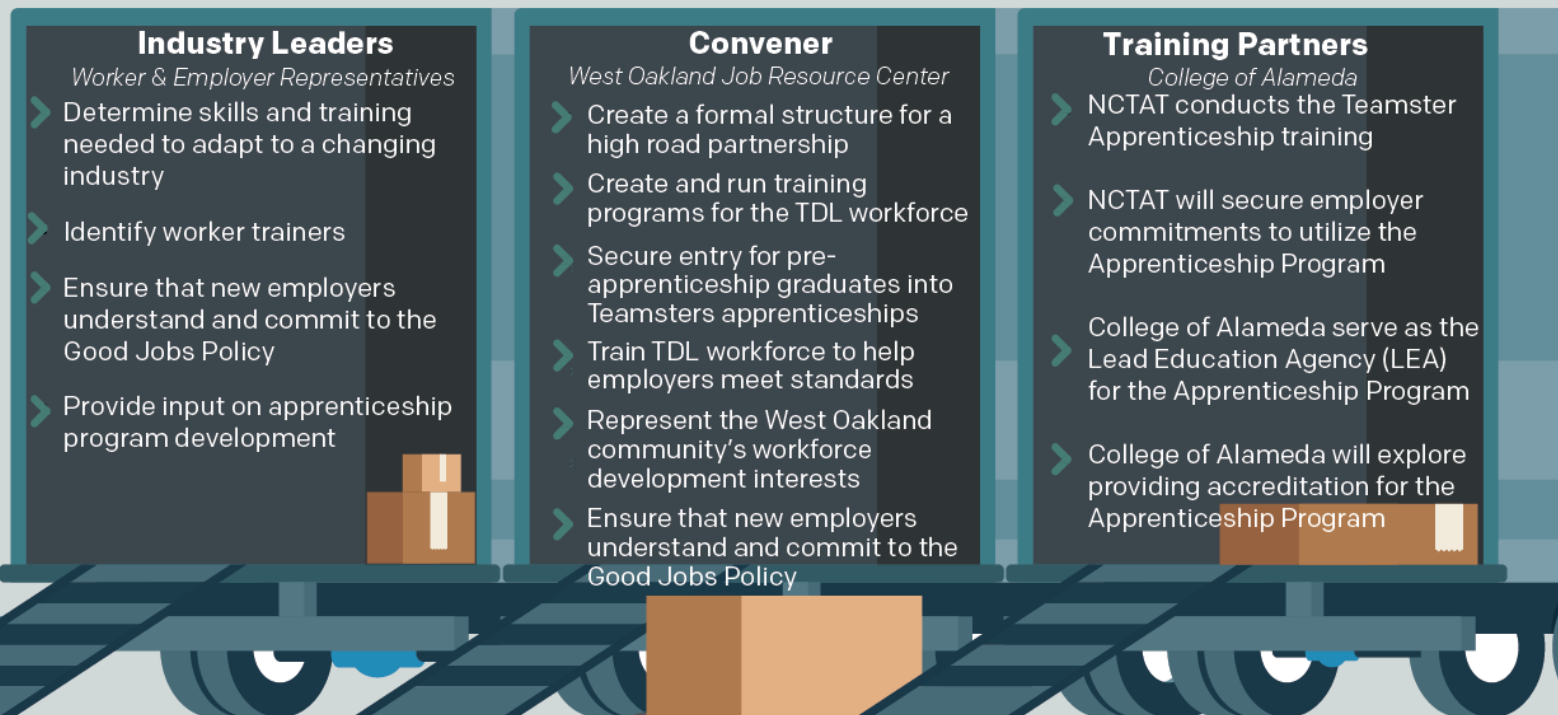 Industry Leaders
Worker & Employer Representatives
Determine skills and training
needed to adapt to a changing
industry
Identify worker trainers
Ensure that new employers
understand and commit to the
Good Jobs Policy
Provide input on apprenticeship
program development
Convener
West Oakland Job Resource Center
Create a formal structure for a
high road partnership
Create and run training
programs for the TDL workforce
Secure entry for pre-
apprenticeship graduates into
Teamsters apprenticeships
Train TDL workforce to help
employers meet standards
Represent the West Oakland
community's workforce
development interests
Ensure that new employers
understand and commit to the
Good Jobs Policy
Training Partners
College of Alameda
NCTAT conducts the Teamster
Apprenticeship training
NCTAT will secure employer
commitments to utilize the
Apprenticeship Program
College of Alameda serve as the
Lead Education Agency (LEA)
for the Apprenticeship Program
College of Alameda will explore
providing accreditation for the
Apprenticeship Program